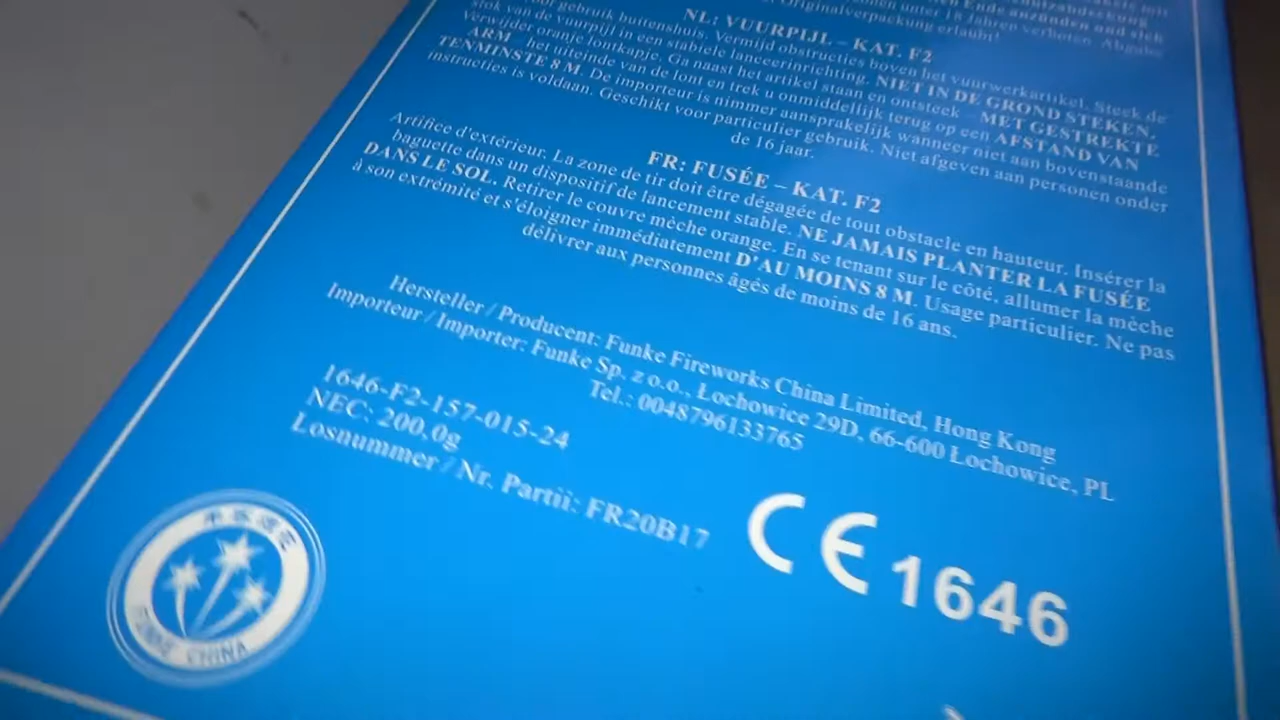 Originalverpackung erlaubt!
NL: VUURPIJL – KAT. F2
Voor gebruik buitenshuis. Vermijd obstructies boven het vuurwerkartikel. Steek de
stok van de vuurpijl in een stabiele lanceerinrichting. NIET IN DE GROND STEKEN.
Verwijder oranje lontkapje. Ga naast het artikel staan en ontsteek – MET GESTREKTE
ARM – het uiteinde van de lont en trek u onmiddellijk terug op een AFSTAND VAN
TENMINSTE 8 M. De importeur is nimmer aansprakelijk wanneer niet aan bovenstaande
instructies is voldaan. Geschikt voor particulier gebruik. Niet afgeven aan personen onder
de 16 jaar.
FR: FUSÉE – KAT. F2
Artifice d'extérieur. La zone de tir doit être dégagée de tout obstacle en hauteur. Insérer la
baguette dans un dispositif de lancement stable. NE JAMAIS PLANTER LA FUSÉE
DANS LE SOL. Retirer le couvre mèche orange. En se tenant sur le côté, allumer la mèche
à son extrémité et s'éloigner immédiatement D'AU MOINS 8 M. Usage particulier. Ne pas
délivrer aux personnes âgés de moins de 16 ans.
Hersteller / Producent: Funke Fireworks China Limited, Hong Kong
Importeur / Importer: Funke Sp. z o.o., Lochowice 29D, 66-600 Łochowice, PL
Tel.: 0048796133765
1646-F2-157-015-24
NEC: 200,0g
Losnummer / Nr. Partii: FR20B17
CE 1646
FUNKE CHINA